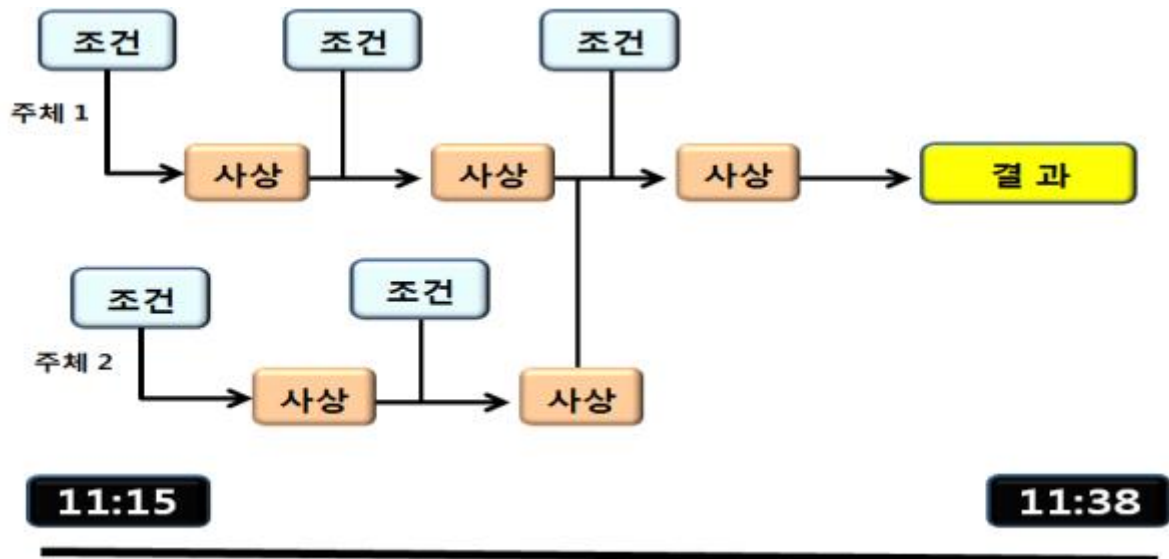 조건 조건 조건
주체 1
사상 사상 사상 결 과
조건 조건
주체 2
사상 사상
11:15 11:38